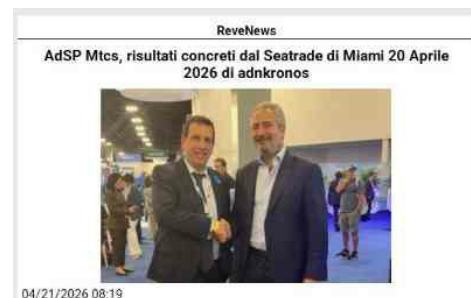 ReveNews
AdSP Mtcs, risultati concreti dal Seatrade di Miami 20 Aprile
2026 di adnkronos
04/21/2026 08:19